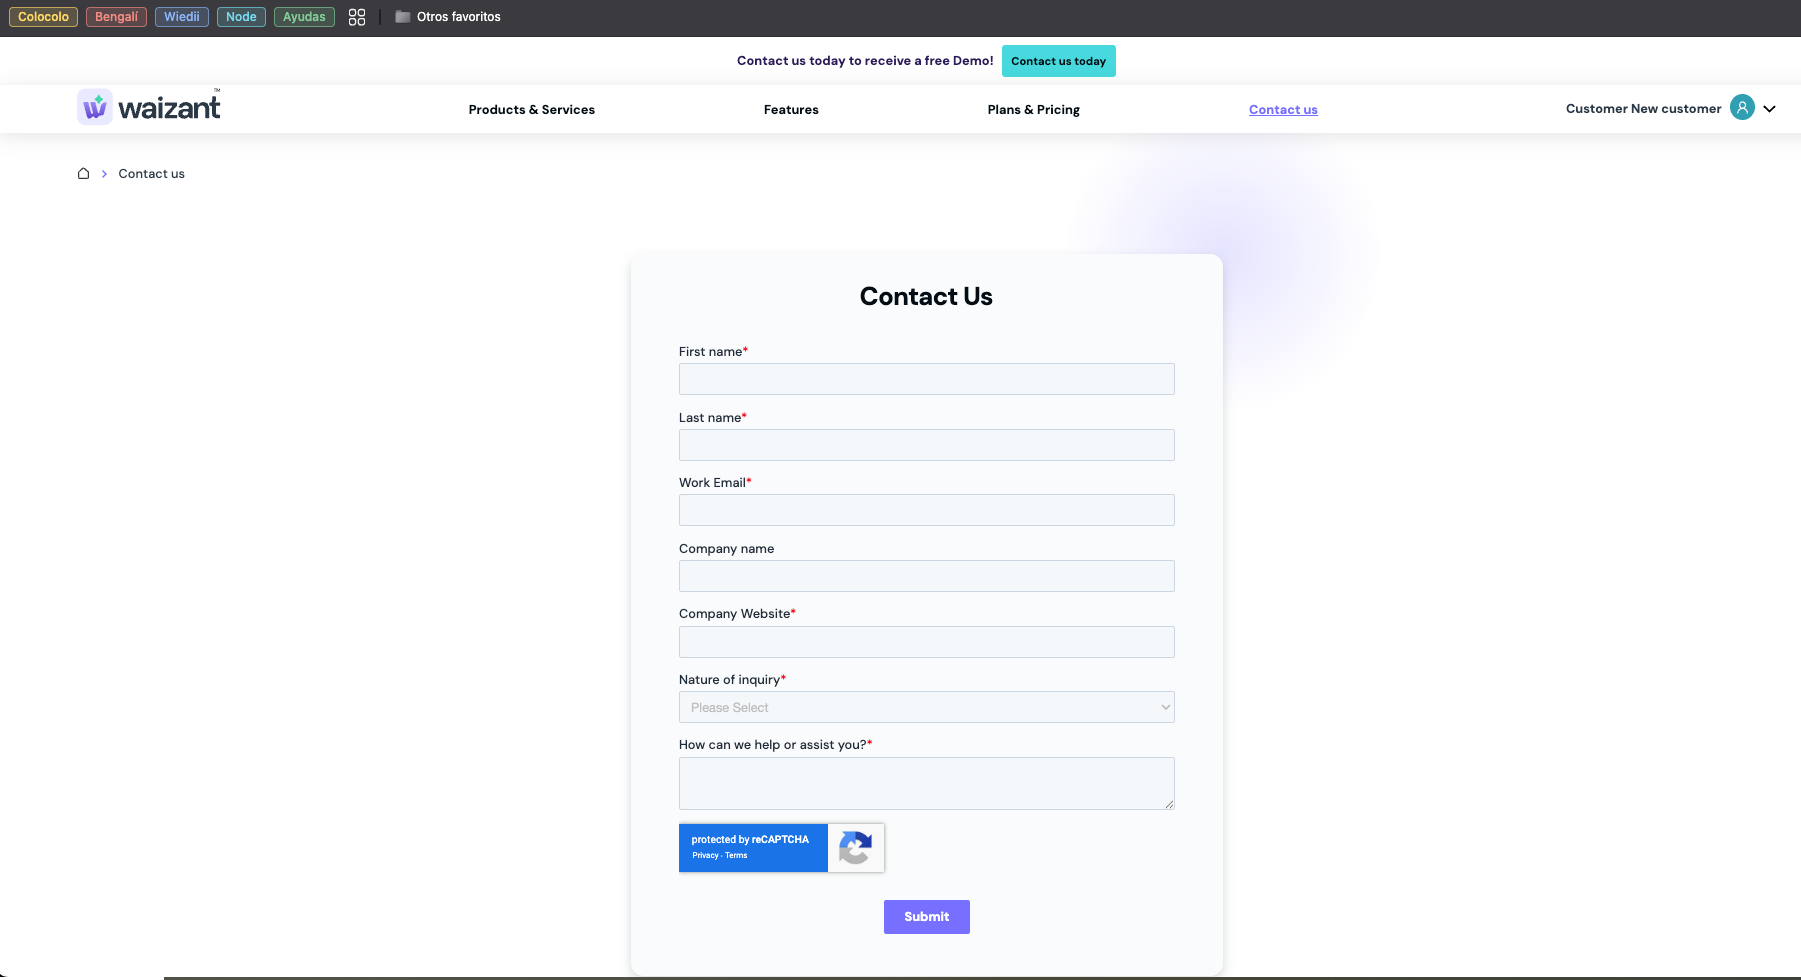 Colocolo Bengalí Wiedii Node Ayudas Otros favoritos
Contact us today to receive a free Demo! Contact us today
waizant™ Products & Services Features Plans & Pricing Contact us Customer New customer
Contact us
Contact Us
First name*
Last name*
Work Email*
Company name
Company Website*
Nature of inquiry*
Please Select
How can we help or assist you?*
protected by reCAPTCHA
Privacy - Terms
Submit